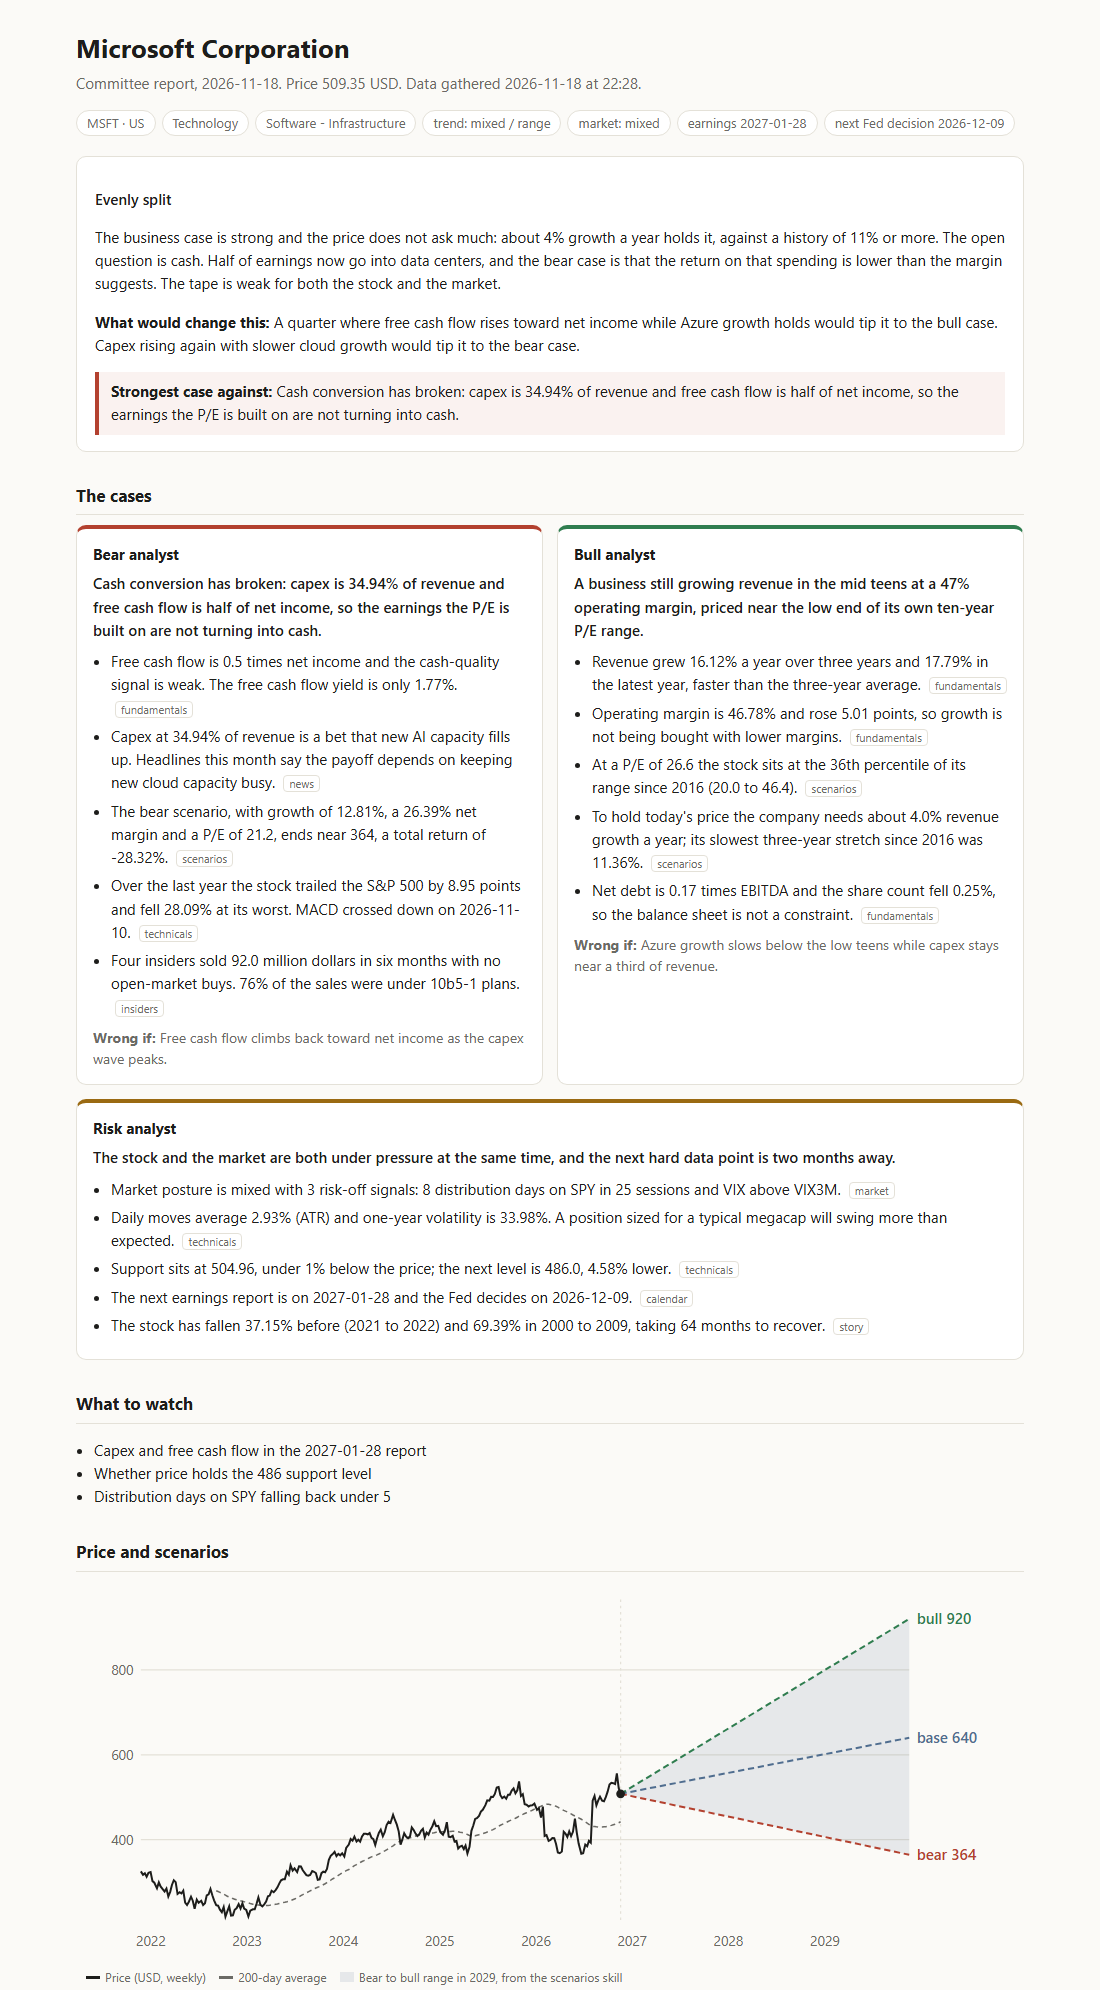 Microsoft Corporation
Committee report, 2026-11-18. Price 509.35 USD. Data gathered 2026-11-18 at 22:28.
MSFT · US
Technology
Software - Infrastructure
trend: mixed / range
market: mixed
earnings 2027-01-28
next Fed decision 2026-12-09
Evenly split
The business case is strong and the price does not ask much: about 4% growth a year holds it, against a history of 11% or more. The open
question is cash. Half of earnings now go into data centers, and the bear case is that the return on that spending is lower than the margin
suggests. The tape is weak for both the stock and the market.
What would change this: A quarter where free cash flow rises toward net income while Azure growth holds would tip it to the bull case.
Capex rising again with slower cloud growth would tip it to the bear case.
Strongest case against: Cash conversion has broken: capex is 34.94% of revenue and free cash flow is half of net income, so the
earnings the P/E is built on are not turning into cash.
The cases
Bear analyst
Cash conversion has broken: capex is 34.94% of revenue and
free cash flow is half of net income, so the earnings the P/E is
built on are not turning into cash.
• Free cash flow is 0.5 times net income and the cash-quality
signal is weak. The free cash flow yield is only 1.77%.
fundamentals
• Capex at 34.94% of revenue is a bet that new AI capacity fills
up. Headlines this month say the payoff depends on keeping
new cloud capacity busy. news
• The bear scenario, with growth of 12.81%, a 26.39% net
margin and a P/E of 21.2, ends near 364, a total return of
-28.32%. scenarios
• Over the last year the stock trailed the S&P 500 by 8.95 points
and fell 28.09% at its worst. MACD crossed down on 2026-11-
10. technicals
• Four insiders sold 92.0 million dollars in six months with no
open-market buys. 76% of the sales were under 10b5-1 plans.
insiders
Wrong if: Free cash flow climbs back toward net income as the capex
wave peaks.
Bull analyst
A business still growing revenue in the mid teens at a 47%
operating margin, priced near the low end of its own ten-year
P/E range.
• Revenue grew 16.12% a year over three years and 17.79% in
the latest year, faster than the three-year average. fundamentals
• Operating margin is 46.78% and rose 5.01 points, so growth is
not being bought with lower margins. fundamentals
• At a P/E of 26.6 the stock sits at the 36th percentile of its
range since 2016 (20.0 to 46.4). scenarios
• To hold today's price the company needs about 4.0% revenue
growth a year; its slowest three-year stretch since 2016 was
11.36%. scenarios
• Net debt is 0.17 times EBITDA and the share count fell 0.25%,
so the balance sheet is not a constraint. fundamentals
Wrong if: Azure growth slows below the low teens while capex stays
near a third of revenue.
Risk analyst
The stock and the market are both under pressure at the same time, and the next hard data point is two months away.
• Market posture is mixed with 3 risk-off signals: 8 distribution days on SPY in 25 sessions and VIX above VIX3M. market
• Daily moves average 2.93% (ATR) and one-year volatility is 33.98%. A position sized for a typical megacap will swing more than
expected. technicals
• Support sits at 504.96, under 1% below the price; the next level is 486.0, 4.58% lower. technicals
• The next earnings report is on 2027-01-28 and the Fed decides on 2026-12-09. calendar
• The stock has fallen 37.15% before (2021 to 2022) and 69.39% in 2000 to 2009, taking 64 months to recover. story
What to watch
• Capex and free cash flow in the 2027-01-28 report
• Whether price holds the 486 support level
• Distribution days on SPY falling back under 5
Price and scenarios
bull 920
800
base 640
600
400
bear 364
2022 2023 2024 2025 2026 2027 2028 2029
Price (USD, weekly) 200-day average Bear to bull range in 2029, from the scenarios skill